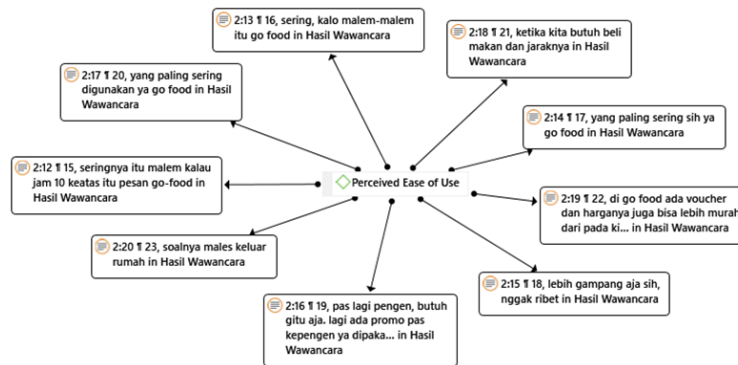 2:13 ¶ 16, sering, kalo malem-malem
itu go food in Hasil Wawancara
2:18 ¶ 21, ketika kita butuh beli
makan dan jaraknya in Hasil
Wawancara
2:17 ¶ 20, yang paling sering
digunakan ya go food in Hasil
Wawancara
2:14 ¶ 17, yang paling sering sih ya
go food in Hasil Wawancara
2:12 ¶ 15, seringnya itu malem kalau
jam 10 keatas itu pesan go-food in
Hasil Wawancara
Perceived Ease of Use
2:19 ¶ 22, di go food ada voucher
dan harganya juga bisa lebih murah
dari pada ki... in Hasil Wawancara
2:20 ¶ 23, soalnya males keluar
rumah in Hasil Wawancara
2:15 ¶ 18, lebih gampang aja sih,
nggak ribet in Hasil Wawancara
2:16 ¶ 19, pas lagi pengen, butuh
gitu aja. lagi ada promo pas
kepengen ya dipaka... in Hasil
Wawancara